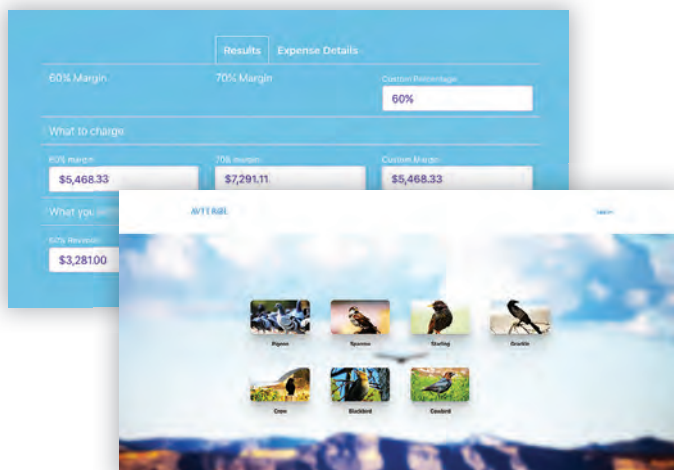 Results Expense Details
60% Margin 70% Margin Custom Percentage
60%
What to charge
60% margin 70% margin Custom Margin
$5,468.33 $7,291.11 $5,468.33
What you
60% Revenue
$3,281.00
Pigeon Sparrow Starling Grackle
Crow Blackbird Cowbird